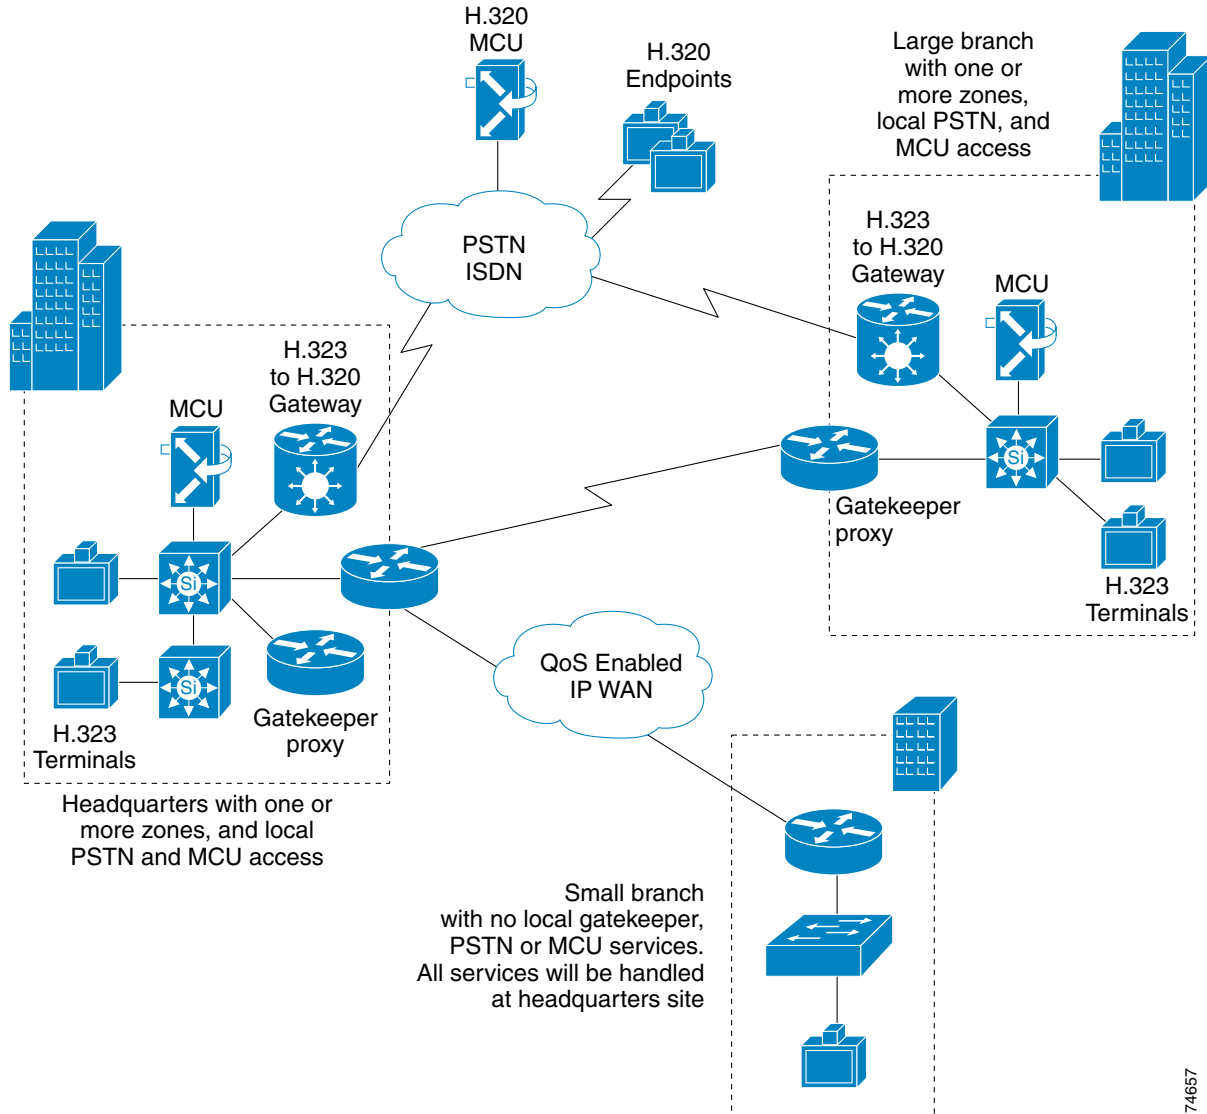 H.320
MCU
H.320
Endpoints
Large branch
with one or
more zones,
local PSTN, and
MCU access
PSTN
ISDN
H.323
to H.320
Gateway
MCU
H.323
to H.320
Gateway
MCU
Si
Gatekeeper
proxy
H.323
Terminals
Si
Si
H.323
Terminals
Gatekeeper
proxy
QoS Enabled
IP WAN
Headquarters with one or
more zones, and local
PSTN and MCU access
Small branch
with no local gatekeeper,
PSTN or MCU services.
All services will be handled
at headquarters site
74657